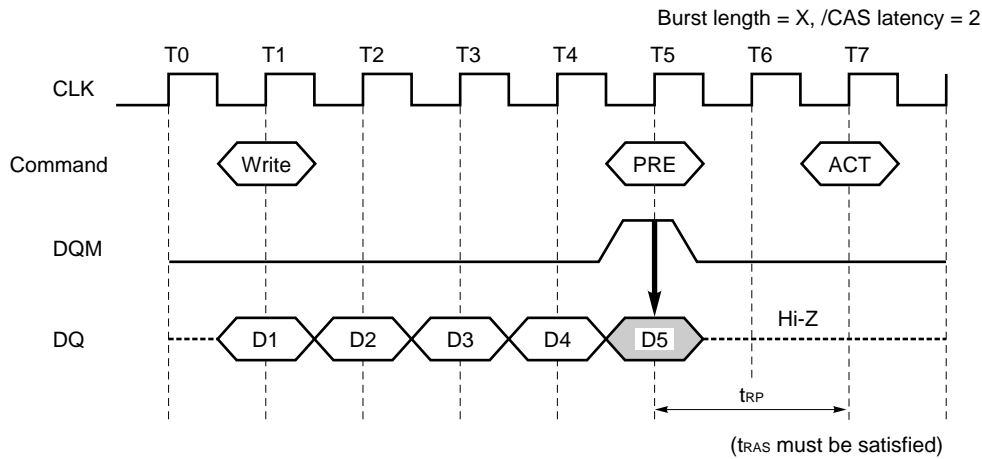 Burst length = X, /CAS latency = 2
T0 T1 T2 T3 T4 T5 T6 T7
CLK
Command Write PRE ACT
DQM
Hi-Z
DQ D1 D2 D3 D4 D5
tRP
(tRAS must be satisfied)